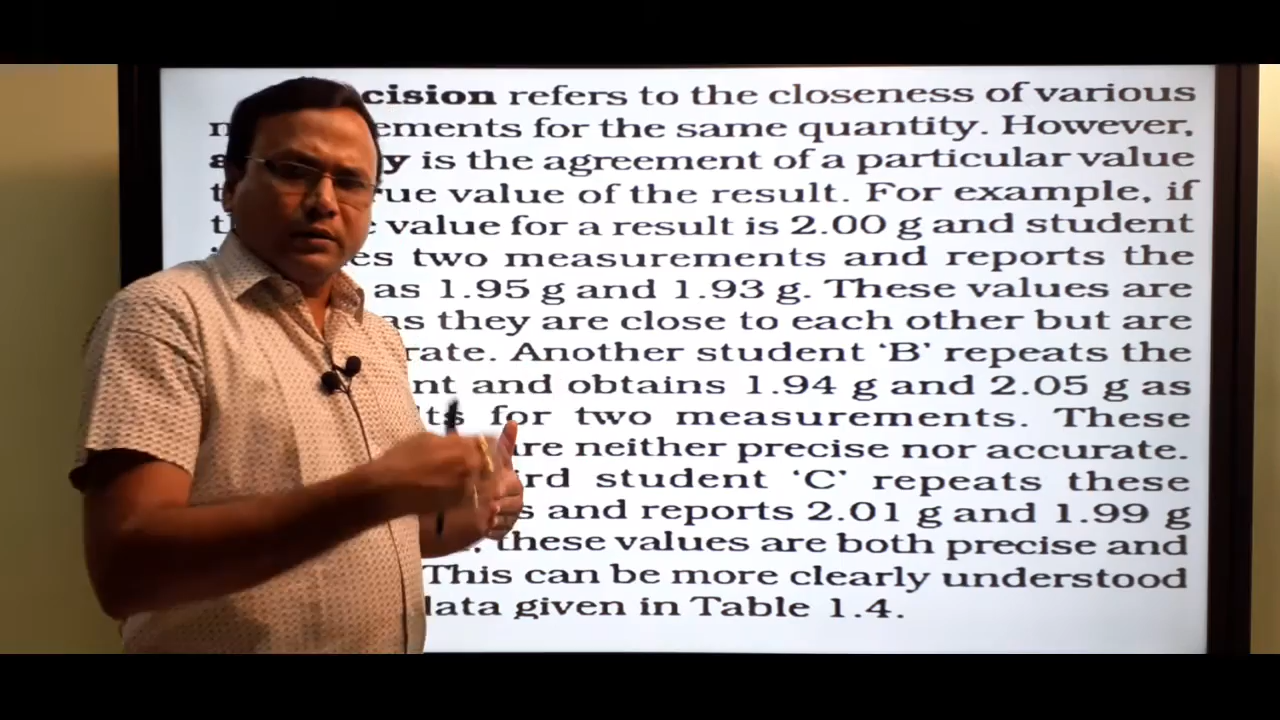 cision refers to the closeness of various
ements for the same quantity. However,
y is the agreement of a particular value
rue value of the result. For example, if
value for a result is 2.00 g and student
es two measurements and reports the
as 1.95 g and 1.93 g. These values are
as they are close to each other but are
rate. Another student ‘B’ repeats the
nt and obtains 1.94 g and 2.05 g as
lts for two measurements. These
are neither precise nor accurate.
ird student ‘C’ repeats these
s and reports 2.01 g and 1.99 g
these values are both precise and
This can be more clearly understood
data given in Table 1.4.